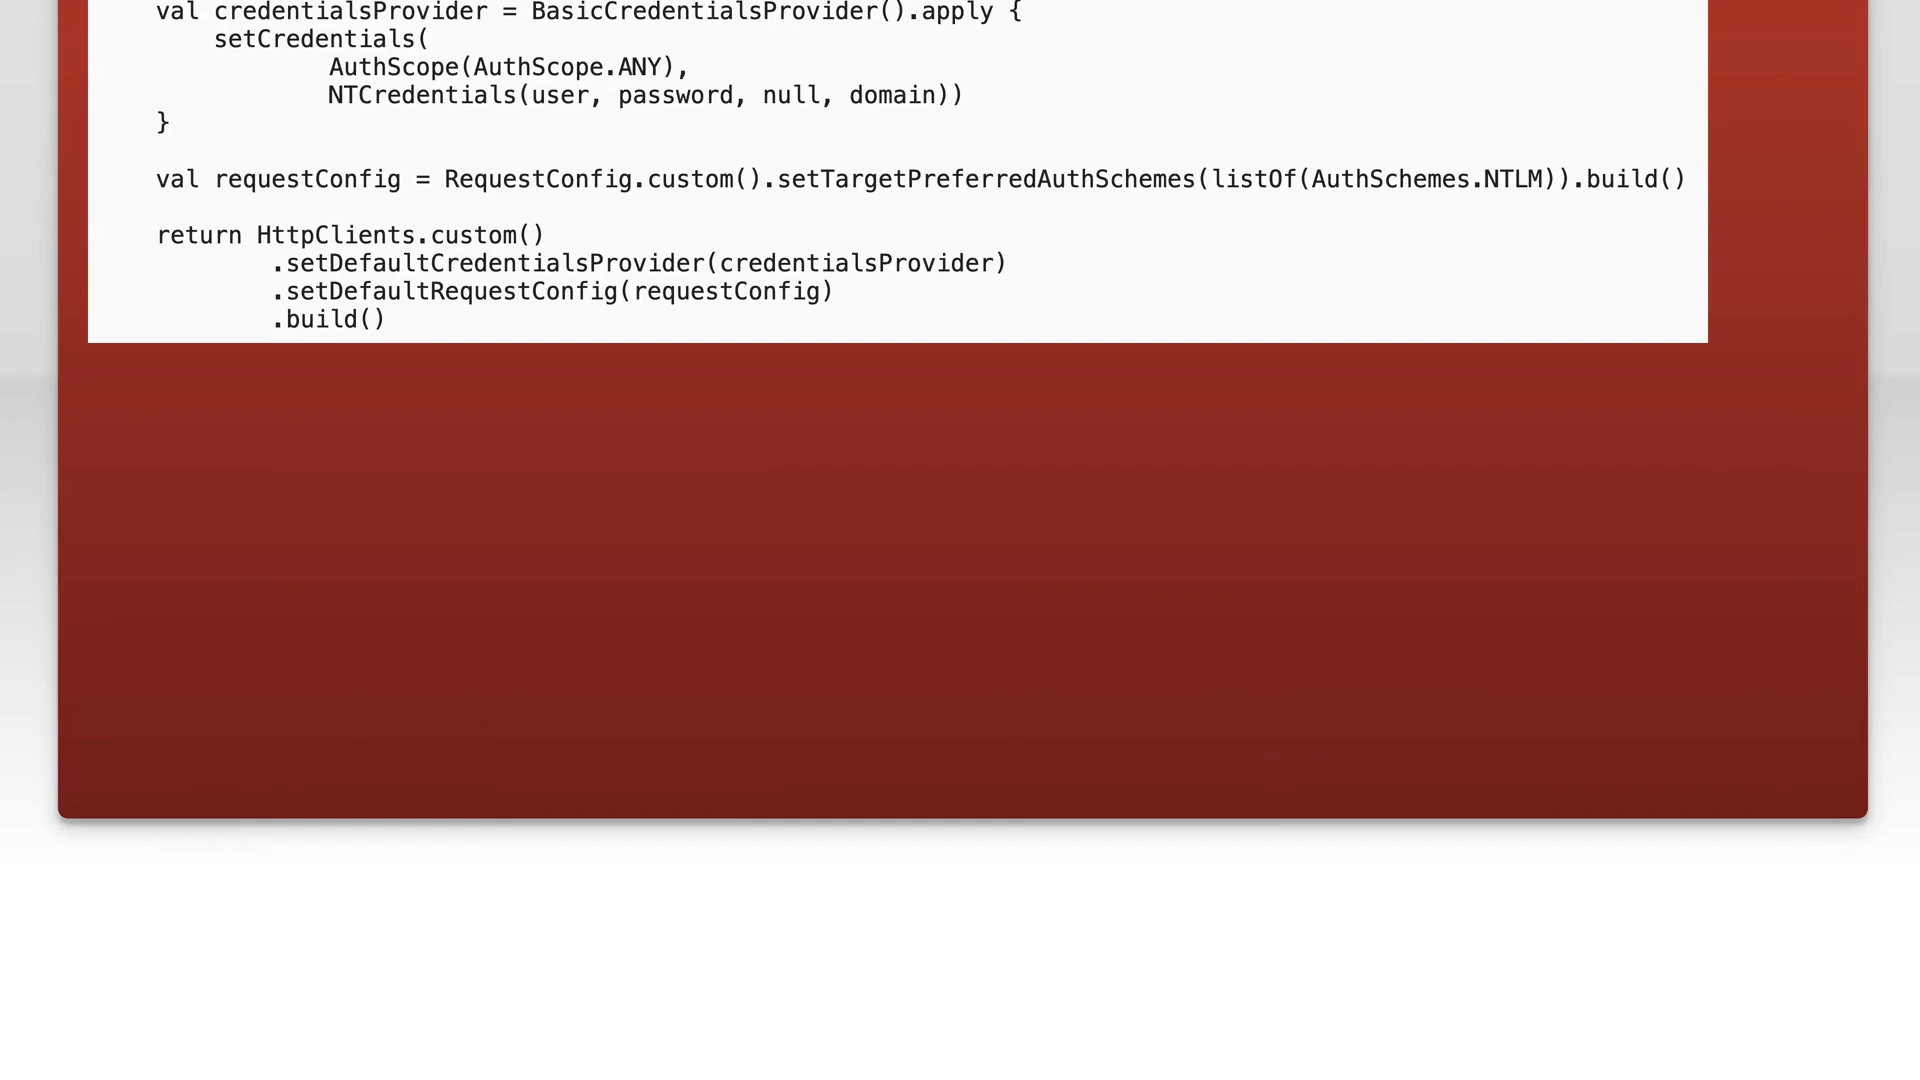 val credentialsProvider = BasicCredentialsProvider().apply {
    setCredentials(
            AuthScope(AuthScope.ANY),
            NTCredentials(user, password, null, domain))
}
val requestConfig = RequestConfig.custom().setTargetPreferredAuthSchemes(listOf(AuthSchemes.NTLM)).build()
return HttpClients.custom()
        .setDefaultCredentialsProvider(credentialsProvider)
        .setDefaultRequestConfig(requestConfig)
        .build()